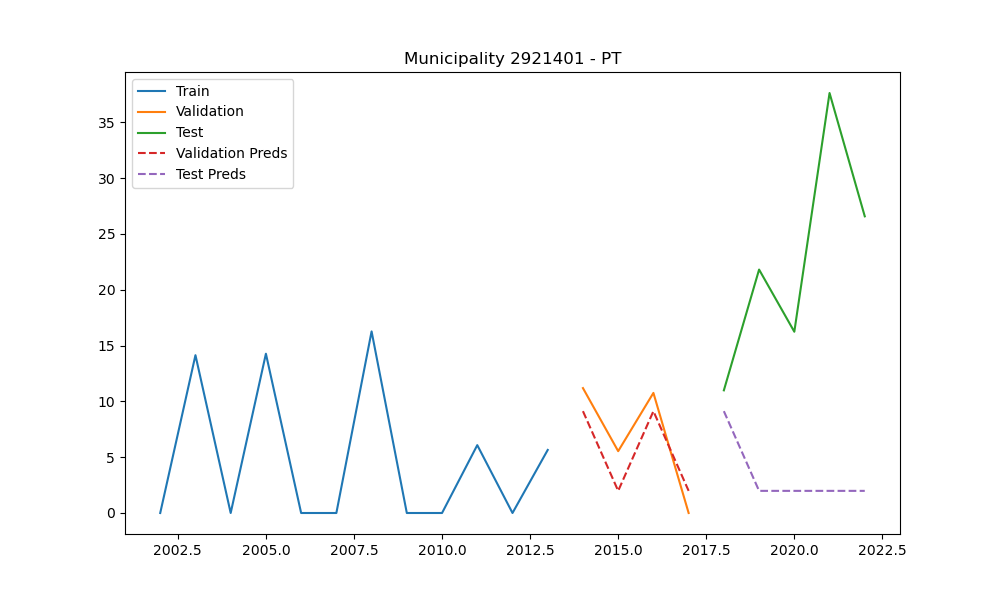 Municipality 2921401 - PT
Train
Validation
Test
Validation Preds
Test Preds
35
30
25
20
15
10
5
0
2002.5 2005.0 2007.5 2010.0 2012.5 2015.0 2017.5 2020.0 2022.5